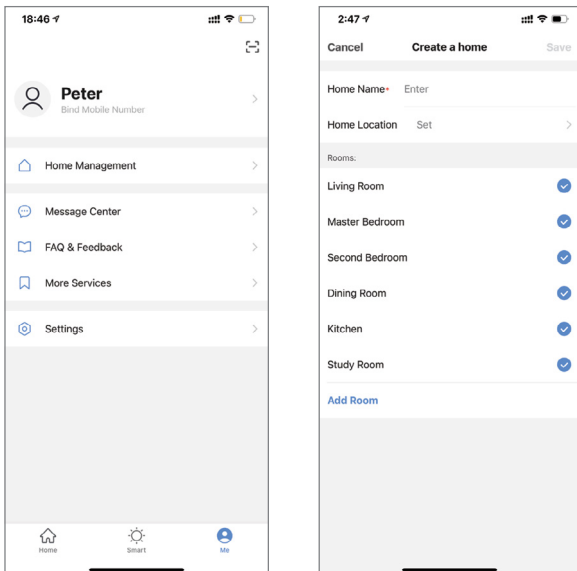 18:46
Peter
Bind Mobile Number
Home Management
Message Center
FAQ & Feedback
More Services
Settings
Home Smart Me
2:47
Cancel Create a home Save
Home Name• Enter
Home Location Set
Rooms:
Living Room
Master Bedroom
Second Bedroom
Dining Room
Kitchen
Study Room
Add Room